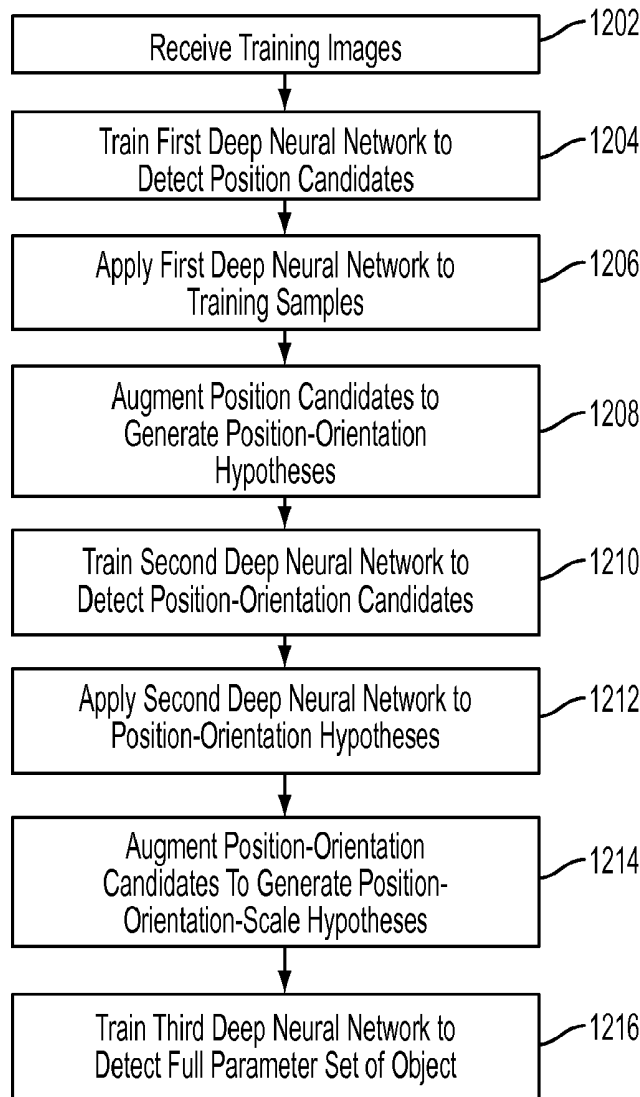 Receive Training Images
1202
Train First Deep Neural Network to
Detect Position Candidates
1204
Apply First Deep Neural Network to
Training Samples
1206
Augment Position Candidates to
Generate Position-Orientation
Hypotheses
1208
Train Second Deep Neural Network to
Detect Position-Orientation Candidates
1210
Apply Second Deep Neural Network to
Position-Orientation Hypotheses
1212
Augment Position-Orientation
Candidates To Generate Position-
Orientation-Scale Hypotheses
1214
Train Third Deep Neural Network to
Detect Full Parameter Set of Object
1216